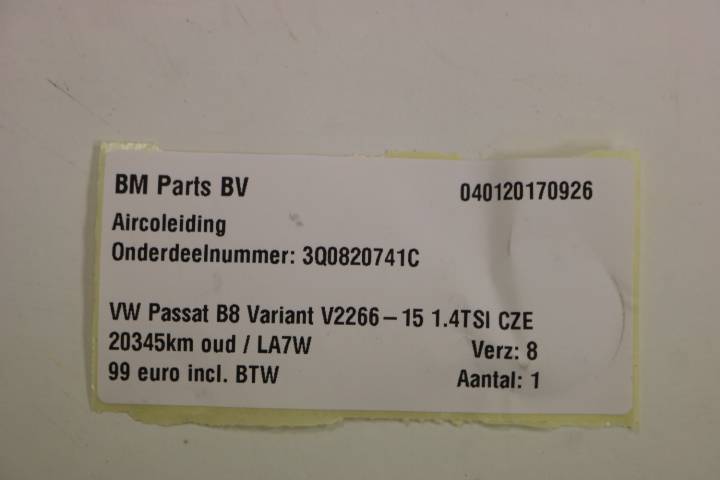 BM Parts BV 040120170926
Aircoleiding
Onderdeelnummer: 3Q0820741C
VW Passat B8 Variant V2266-15 1.4TSI CZE
20345km oud / LA7W Verz: 8
99 euro incl. BTW Aantal: 1